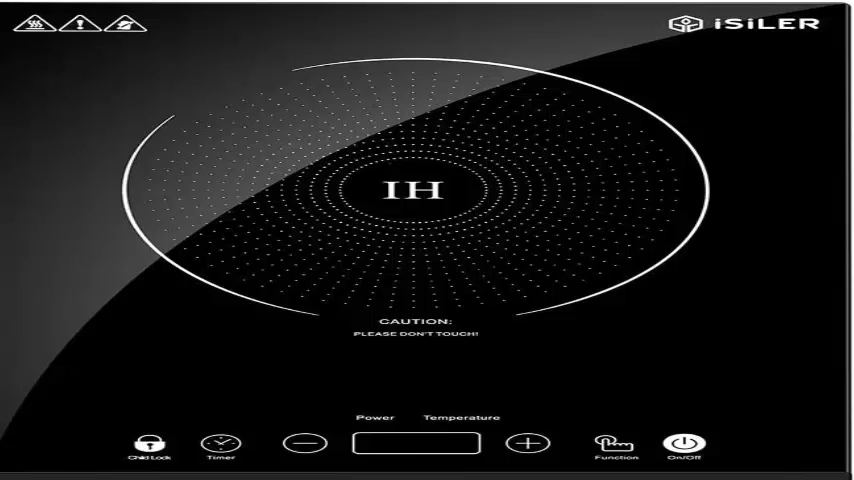 iSiLER
IH
CAUTION:
PLEASE DON'T TOUCH!
Power Temperature
Child Lock Timer Function On/Off